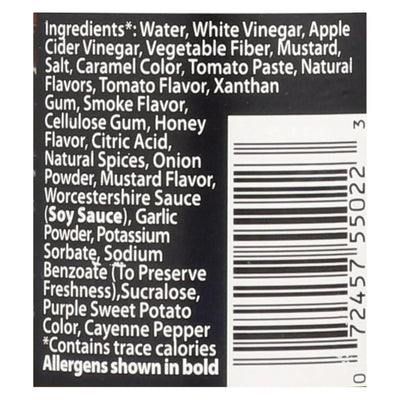 Ingredients*: Water, White Vinegar, Apple
Cider Vinegar, Vegetable Fiber, Mustard,
Salt, Caramel Color, Tomato Paste, Natural
Flavors, Tomato Flavor, Xanthan
Gum, Smoke Flavor,
Cellulose Gum, Honey
Flavor, Citric Acid,
Natural Spices, Onion
Powder, Mustard Flavor,
Worcestershire Sauce
(Soy Sauce), Garlic
Powder, Potassium
Sorbate, Sodium
Benzoate (To Preserve
Freshness),Sucralose,
Purple Sweet Potato
Color, Cayenne Pepper
*Contains trace calories
Allergens shown in bold
0 72457 55022 3